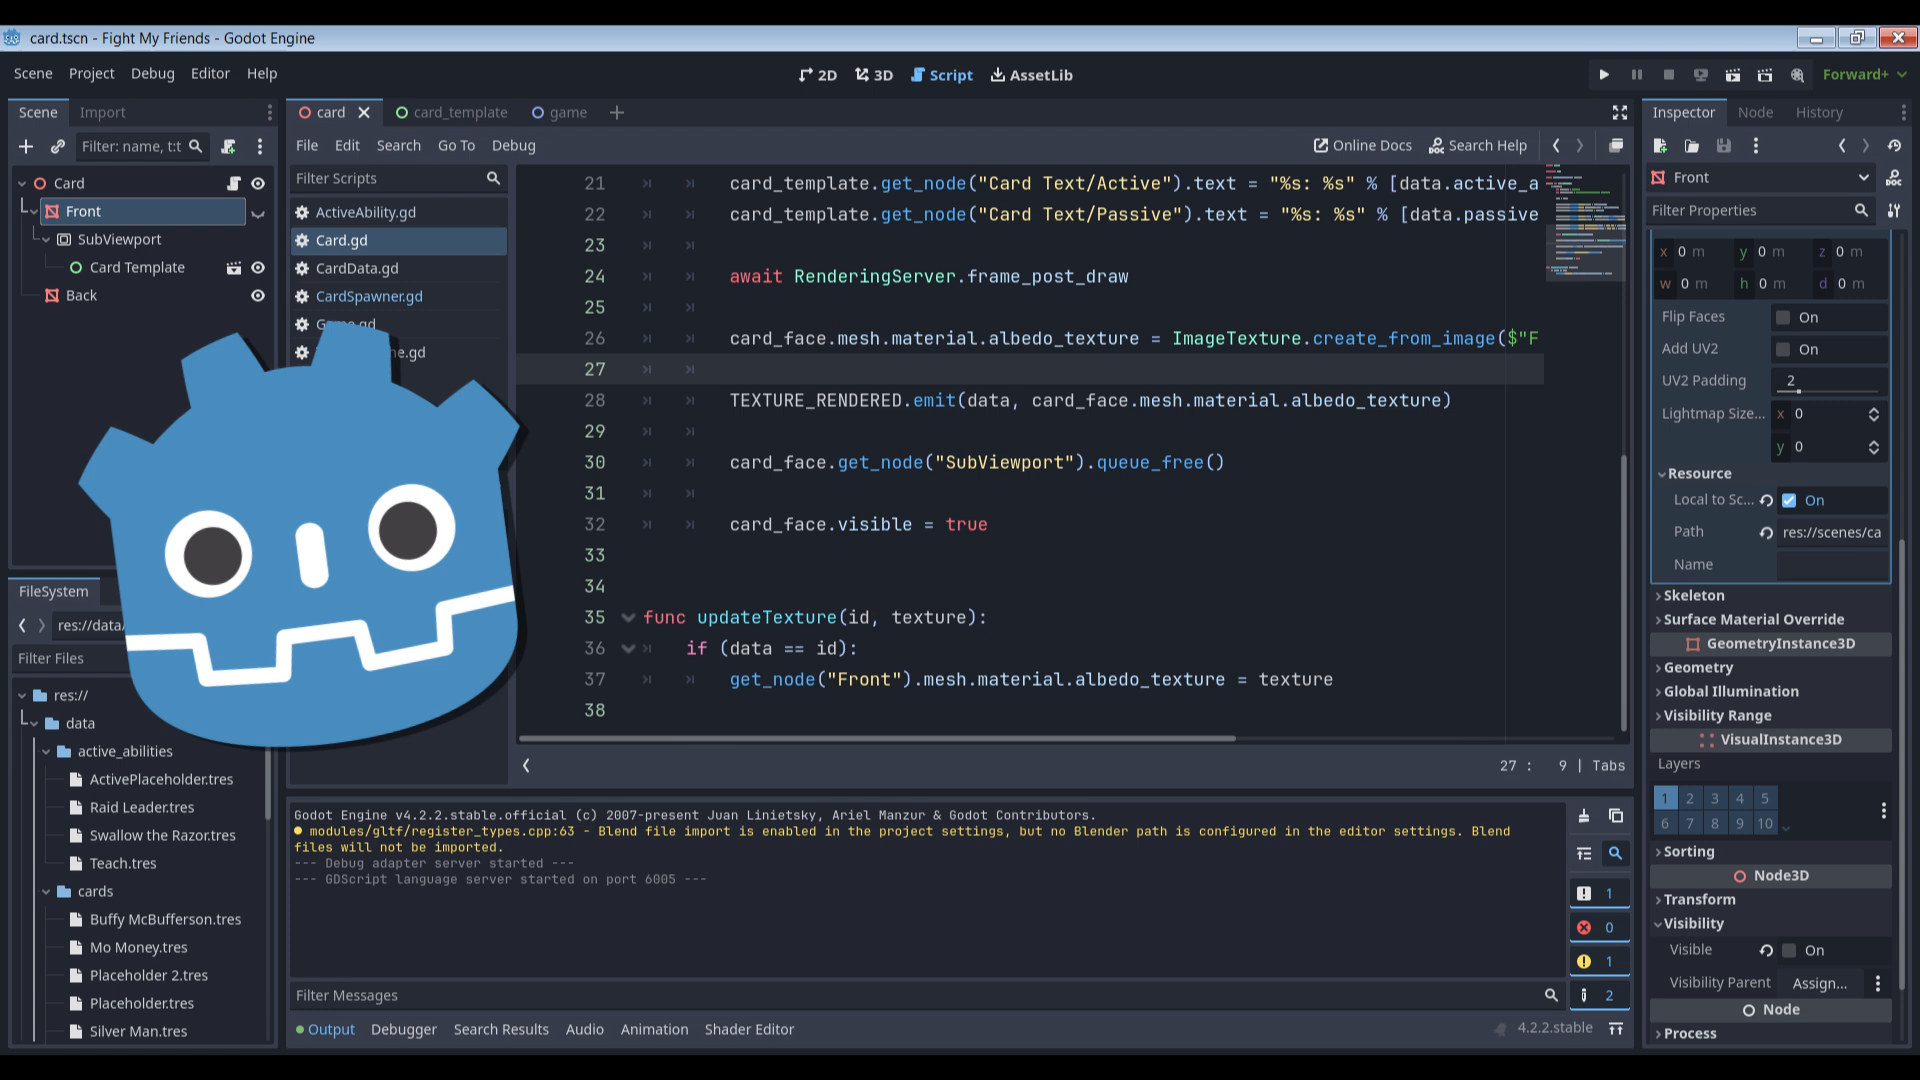 card.tscn - Fight My Friends - Godot Engine
Scene Project Debug Editor Help
2D 3D Script AssetLib
Forward+
Scene Import
Filter: name, t:t
Card
Front
SubViewport
Card Template
Back
card card_template game
File Edit Search Go To Debug
Online Docs Search Help
Filter Scripts
ActiveAbility.gd
Card.gd
CardData.gd
CardSpawner.gd
21 card_template.get_node("Card Text/Active").text = "%s: %s" % [data.active_a
22 card_template.get_node("Card Text/Passive").text = "%s: %s" % [data.passive
23
24 await RenderingServer.frame_post_draw
25
26 card_face.mesh.material.albedo_texture = ImageTexture.create_from_image($"F
27
28 TEXTURE_RENDERED.emit(data, card_face.mesh.material.albedo_texture)
29
30 card_face.get_node("SubViewport").queue_free()
31
32 card_face.visible = true
33
34
35 func updateTexture(id, texture):
36 if (data == id):
37 get_node("Front").mesh.material.albedo_texture = texture
38
27 : 9 | Tabs
FileSystem
res://data/
Filter Files
res://
data
active_abilities
ActivePlaceholder.tres
Raid Leader.tres
Swallow the Razor.tres
Teach.tres
cards
Buffy McBufferson.tres
Mo Money.tres
Placeholder 2.tres
Placeholder.tres
Silver Man.tres
Godot Engine v4.2.2.stable.official (c) 2007-present Juan Linietsky, Ariel Manzur & Godot Contributors.
modules/gltf/register_types.cpp:63 - Blend file import is enabled in the project settings, but no Blender path is configured in the editor settings. Blend
files will not be imported.
--- Debug adapter server started ---
--- GDScript language server started on port 6005 ---
1
0
1
2
Filter Messages
Output Debugger Search Results Audio Animation Shader Editor
4.2.2.stable
Inspector Node History
Front
Filter Properties
x 0 m y 0 m z 0 m
w 0 m h 0 m d 0 m
Flip Faces On
Add UV2 On
UV2 Padding 2
Lightmap Size... x 0
y 0
Resource
Local to Sc... On
Path res://scenes/ca
Name
Skeleton
Surface Material Override
GeometryInstance3D
Geometry
Global Illumination
Visibility Range
VisualInstance3D
Layers
1 2 3 4 5
6 7 8 9 10
Sorting
Node3D
Transform
Visibility
Visible On
Visibility Parent Assign...
Node
Process